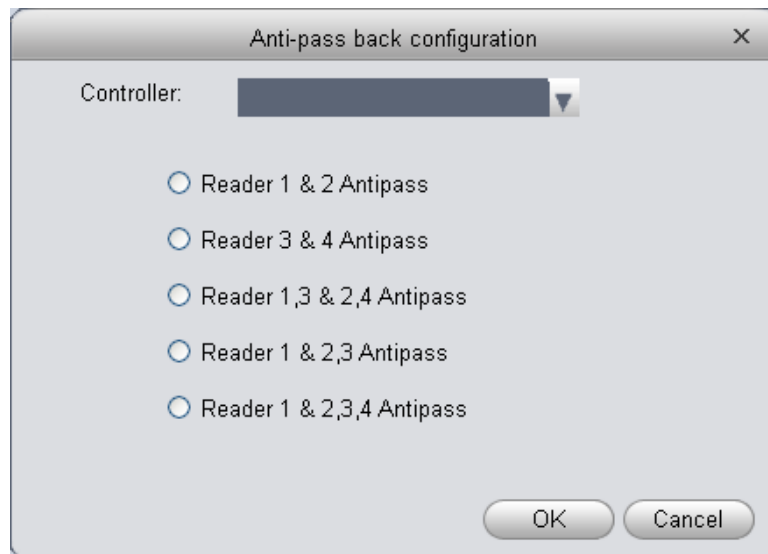 Anti-pass back configuration
Controller:
Reader 1 & 2 Antipass
Reader 3 & 4 Antipass
Reader 1,3 & 2,4 Antipass
Reader 1 & 2,3 Antipass
Reader 1 & 2,3,4 Antipass
OK Cancel